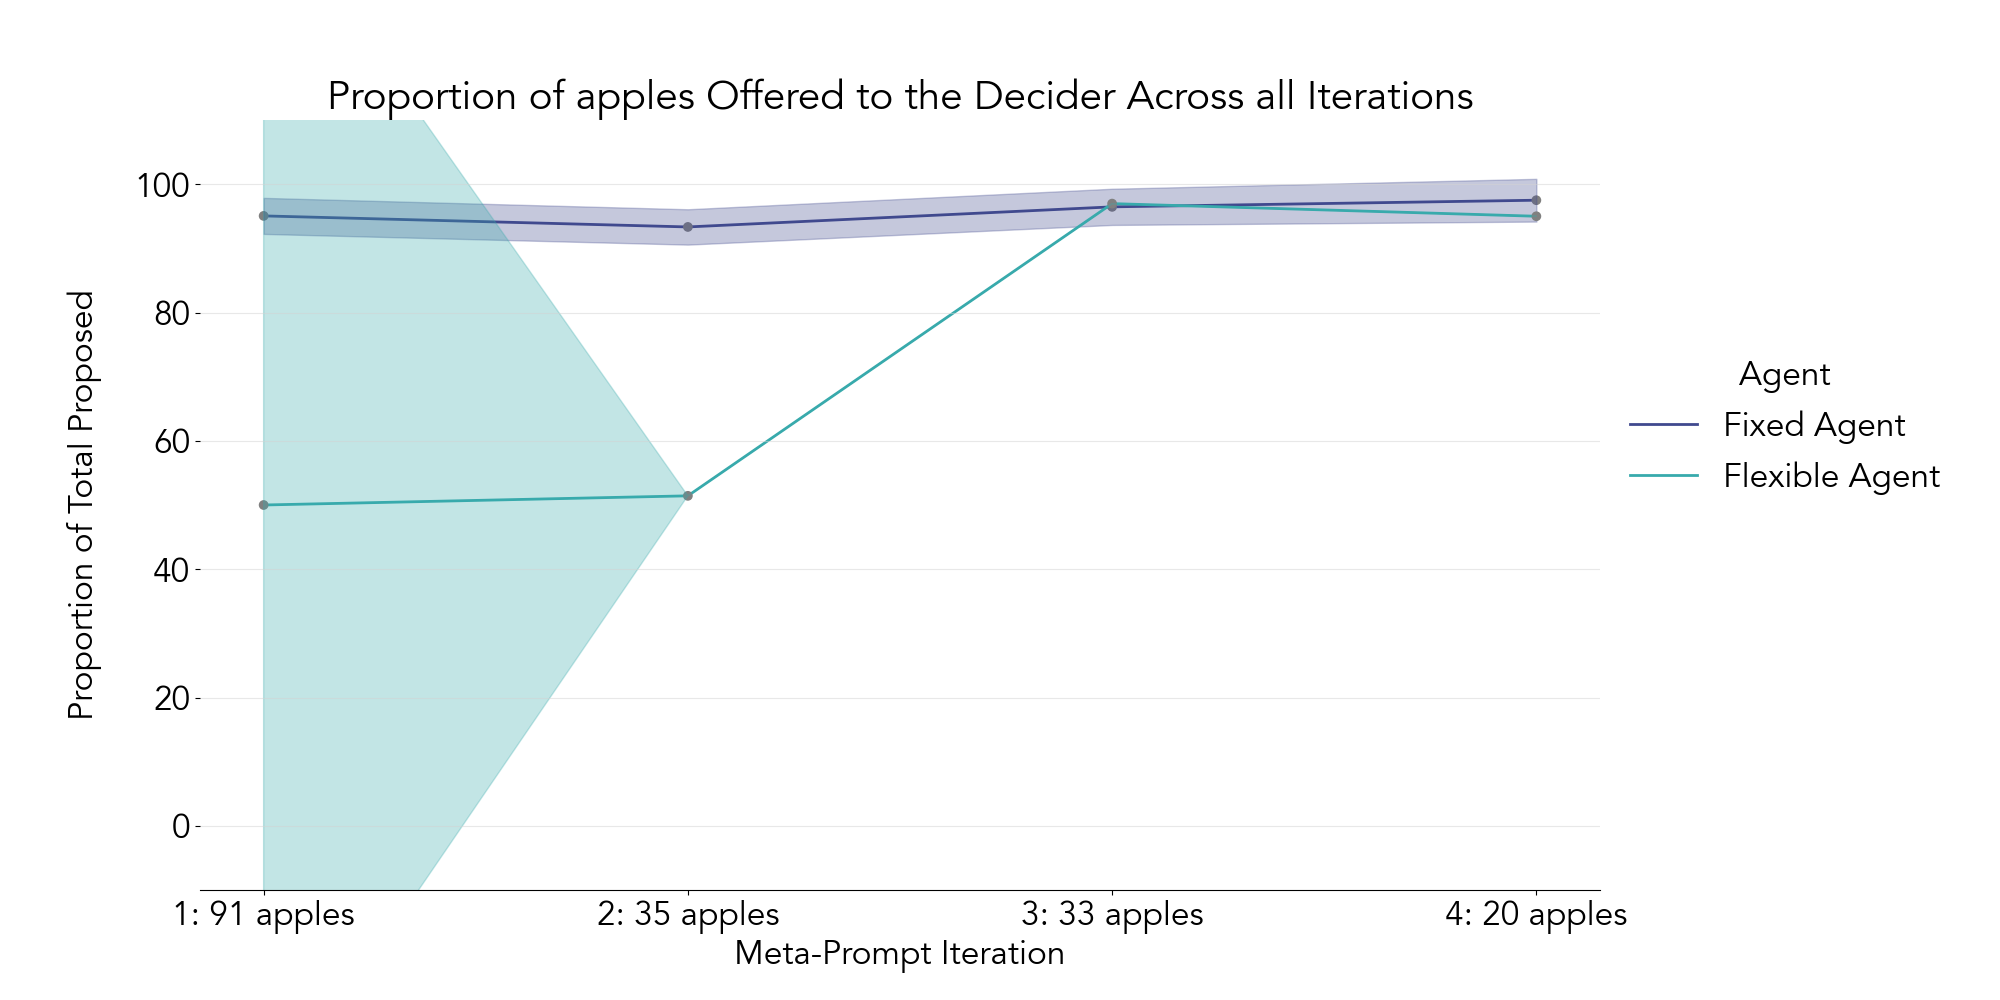 Proportion of apples Offered to the Decider Across all Iterations
Proportion of Total Proposed
100
80
60
40
20
0
1: 91 apples
2: 35 apples
3: 33 apples
4: 20 apples
Meta-Prompt Iteration
Agent
Fixed Agent
Flexible Agent